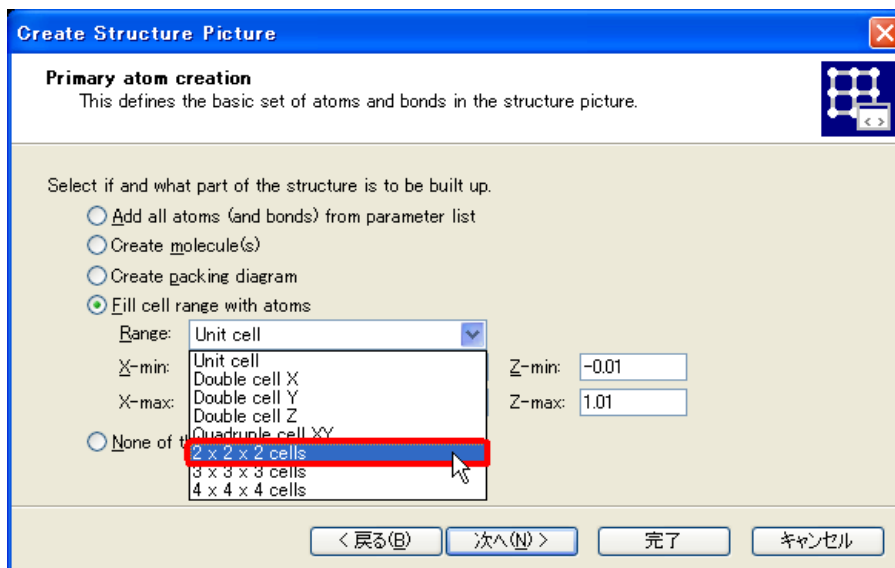 Create Structure Picture
Primary atom creation
This defines the basic set of atoms and bonds in the structure picture.
Select if and what part of the structure is to be built up.
Add all atoms (and bonds) from parameter list
Create molecule(s)
Create packing diagram
Fill cell range with atoms
Range: Unit cell
X-min: Z-min: -0.01
X-max: Z-max: 1.01
Unit cell
Double cell X
Double cell Y
Double cell Z
Quadruple cell XY
2 x 2 x 2 cells
3 x 3 x 3 cells
4 x 4 x 4 cells
None of
< 戻る(B) 次へ(N) > 完了 キャンセル